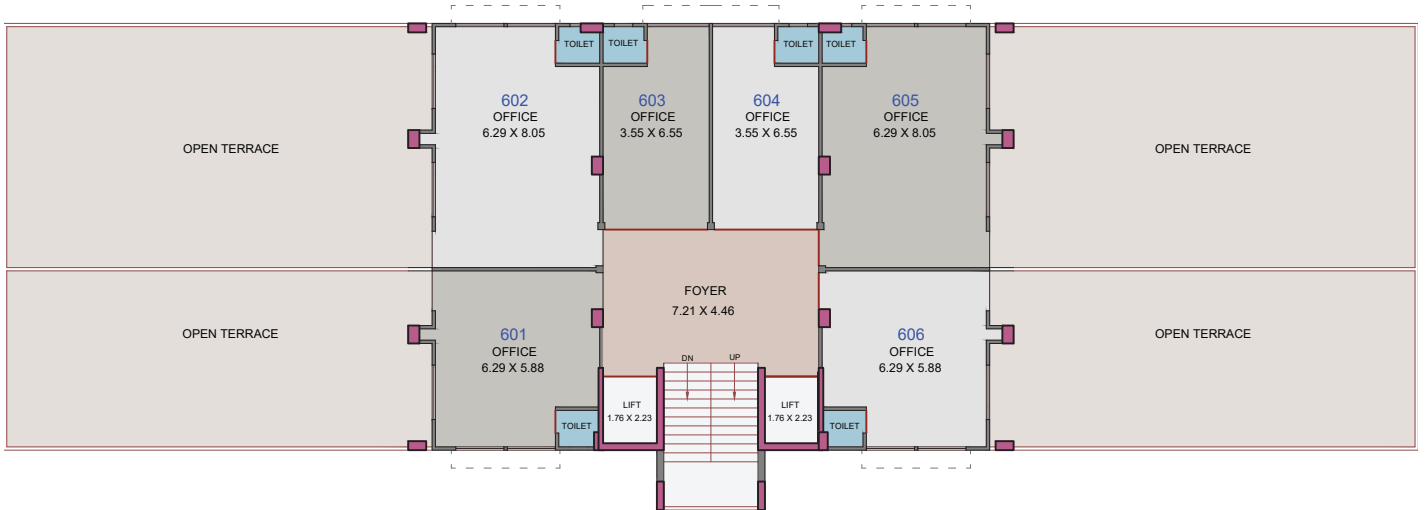 TOILET
TOILET
TOILET
TOILET
602
OFFICE
6.29 X 8.05
603
OFFICE
3.55 X 6.55
604
OFFICE
3.55 X 6.55
605
OFFICE
6.29 X 8.05
OPEN TERRACE
OPEN TERRACE
FOYER
7.21 X 4.46
OPEN TERRACE
601
OFFICE
6.29 X 5.88
606
OFFICE
6.29 X 5.88
OPEN TERRACE
DN
UP
LIFT
1.76 X 2.23
LIFT
1.76 X 2.23
TOILET
TOILET